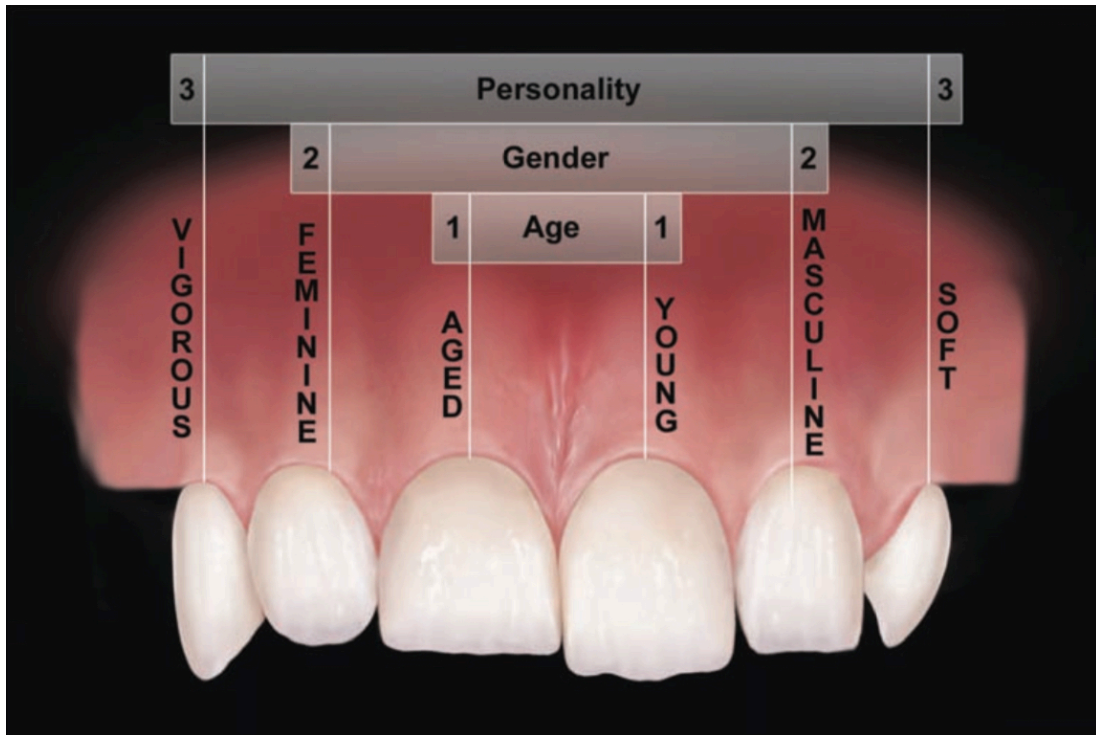 3 Personality 3
2 Gender 2
1 Age 1
VIGOROUS
FEMININE
AGED
YOUNG
MASCULINE
SOFT